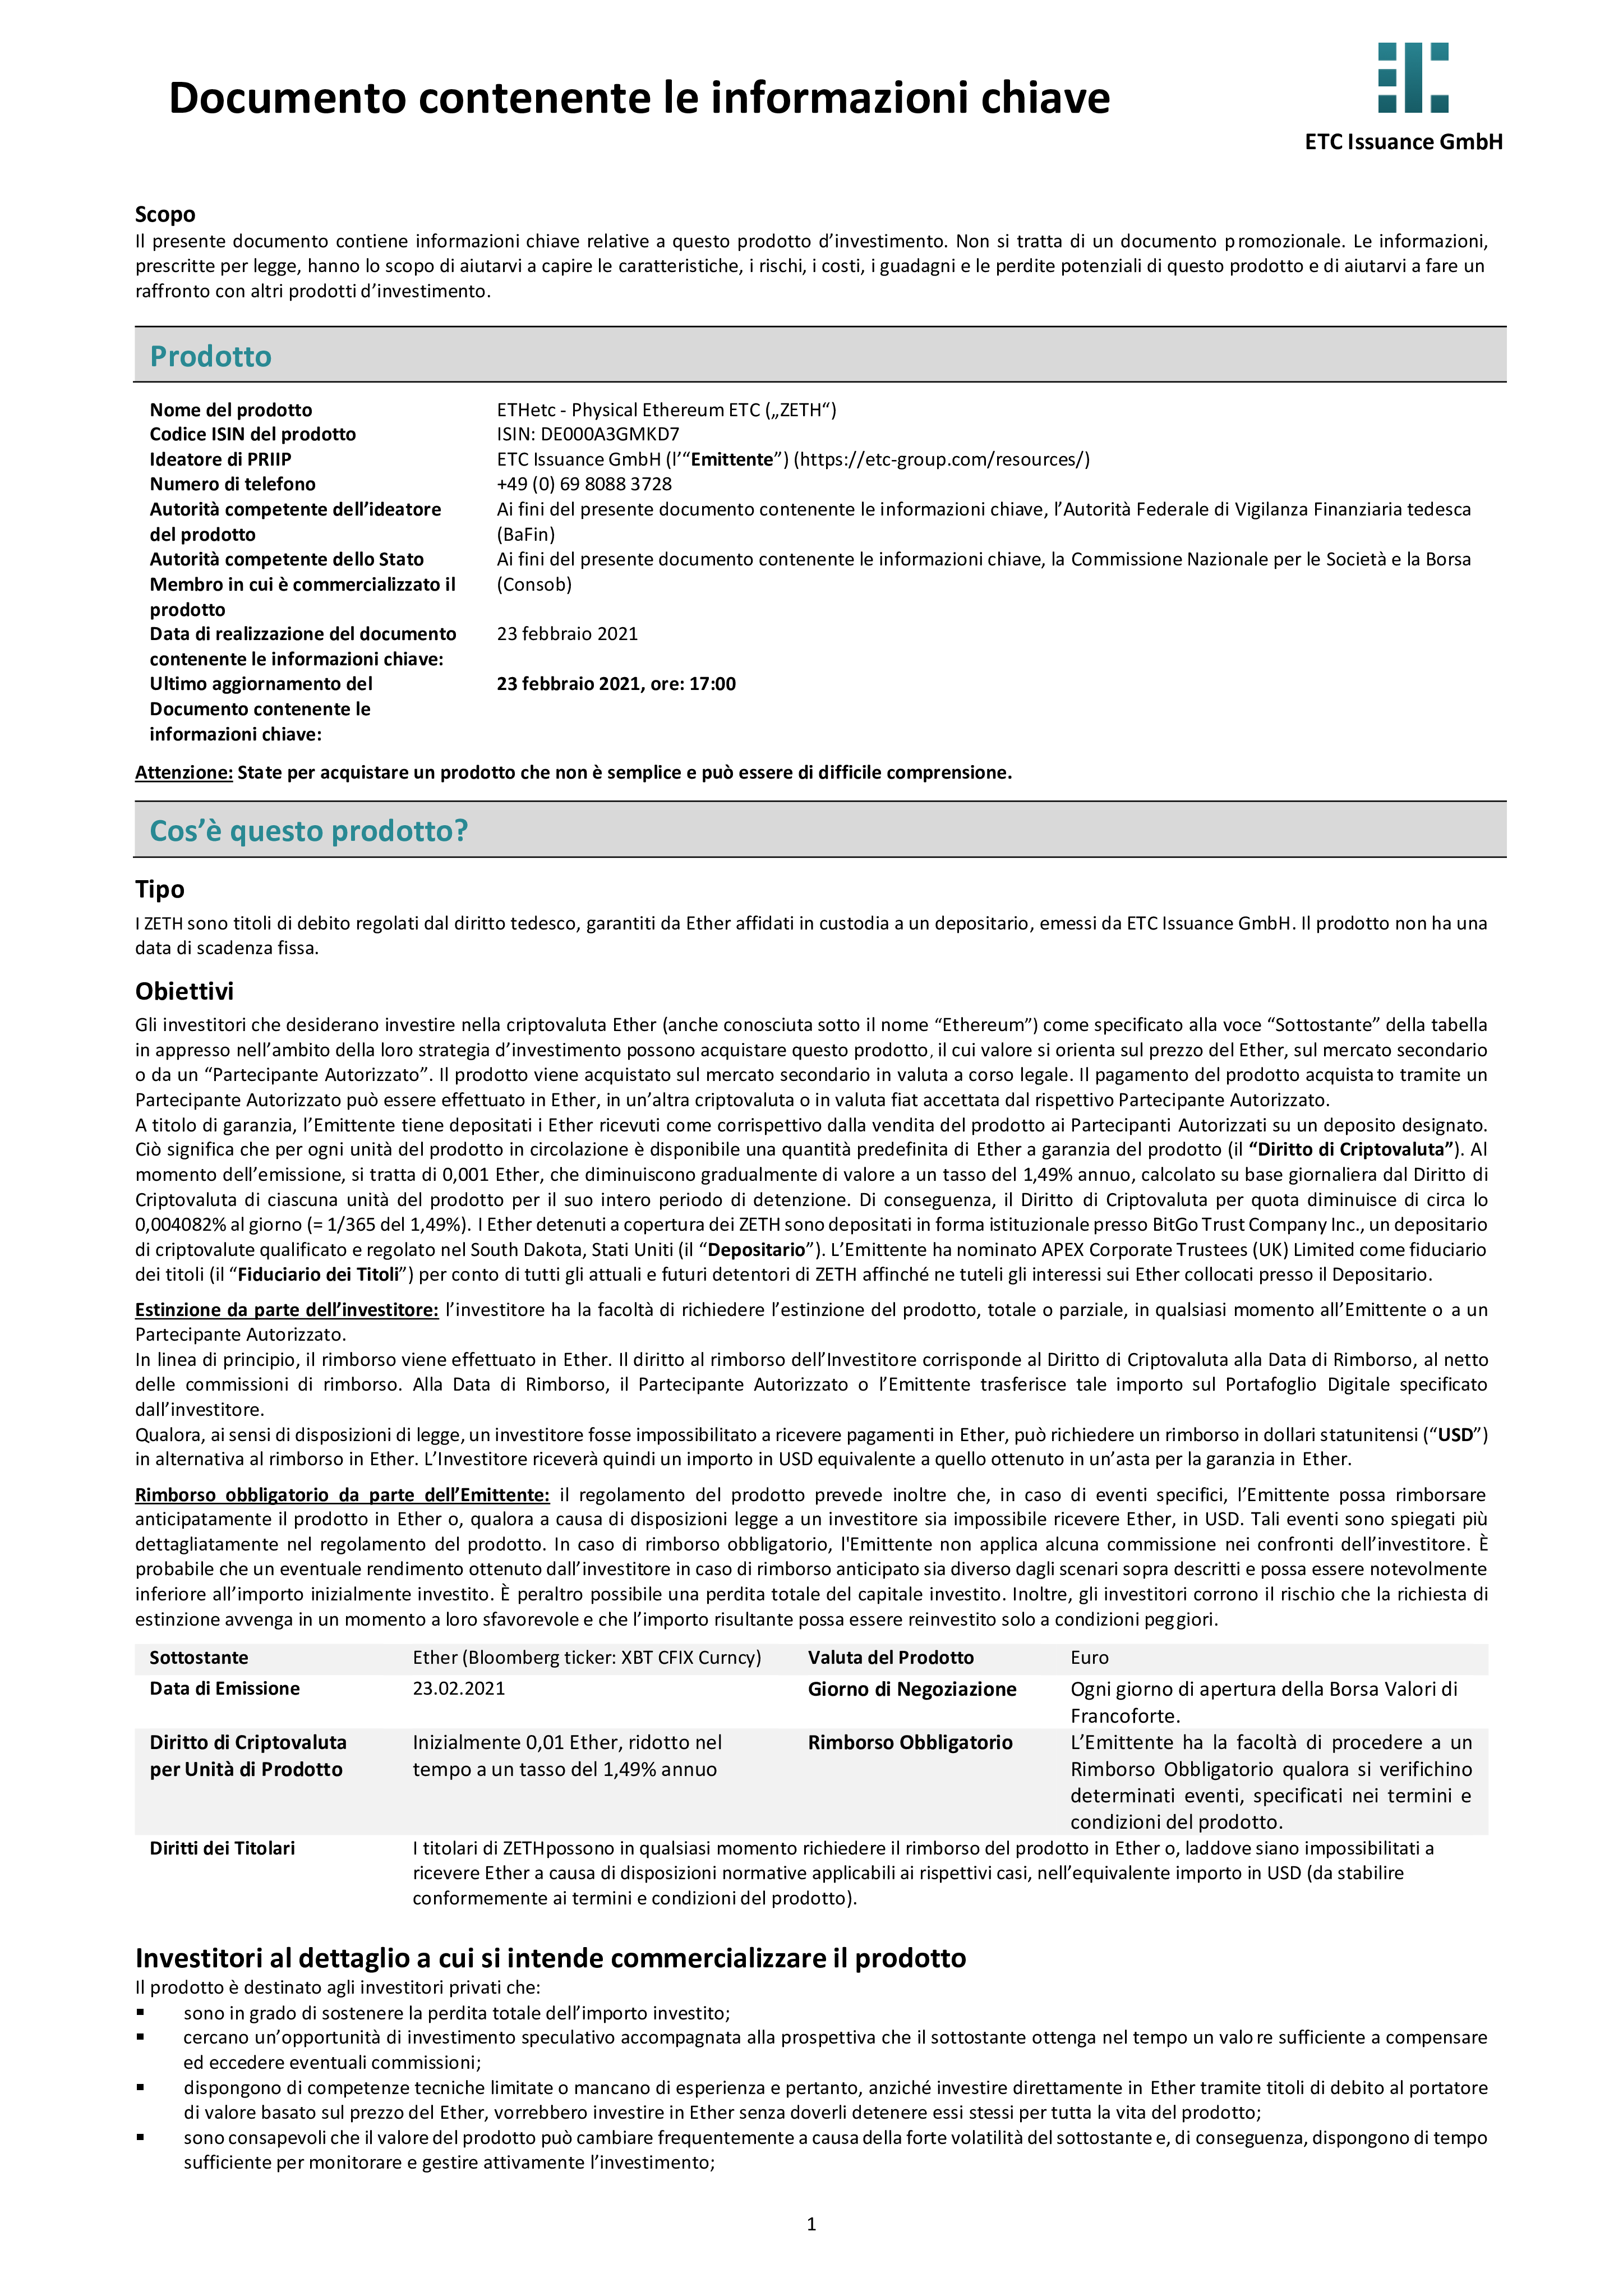 Documento contenente le informazioni chiave
ETC Issuance GmbH
Scopo
Il presente documento contiene informazioni chiave relative a questo prodotto d’investimento. Non si tratta di un documento promozionale. Le informazioni,
prescritte per legge, hanno lo scopo di aiutarvi a capire le caratteristiche, i rischi, i costi, i guadagni e le perdite potenziali di questo prodotto e di aiutarvi a fare un
raffronto con altri prodotti d’investimento.
Prodotto
Nome del prodotto ETHetc - Physical Ethereum ETC („ZETH“)
Codice ISIN del prodotto ISIN: DE000A3GMKD7
Ideatore di PRIIP ETC Issuance GmbH (l’“Emittente”) (https://etc-group.com/resources/)
Numero di telefono +49 (0) 69 8088 3728
Autorità competente dell’ideatore Ai fini del presente documento contenente le informazioni chiave, l’Autorità Federale di Vigilanza Finanziaria tedesca
del prodotto (BaFin)
Autorità competente dello Stato Ai fini del presente documento contenente le informazioni chiave, la Commissione Nazionale per le Società e la Borsa
Membro in cui è commercializzato il (Consob)
prodotto
Data di realizzazione del documento 23 febbraio 2021
contenente le informazioni chiave:
Ultimo aggiornamento del 23 febbraio 2021, ore: 17:00
Documento contenente le
informazioni chiave:
Attenzione: State per acquistare un prodotto che non è semplice e può essere di difficile comprensione.
Cos’è questo prodotto?
Tipo
I ZETH sono titoli di debito regolati dal diritto tedesco, garantiti da Ether affidati in custodia a un depositario, emessi da ETC Issuance GmbH. Il prodotto non ha una
data di scadenza fissa.
Obiettivi
Gli investitori che desiderano investire nella criptovaluta Ether (anche conosciuta sotto il nome “Ethereum”) come specificato alla voce “Sottostante” della tabella
in appresso nell’ambito della loro strategia d’investimento possono acquistare questo prodotto, il cui valore si orienta sul prezzo del Ether, sul mercato secondario
o da un “Partecipante Autorizzato”. Il prodotto viene acquistato sul mercato secondario in valuta a corso legale. Il pagamento del prodotto acquistato tramite un
Partecipante Autorizzato può essere effettuato in Ether, in un’altra criptovaluta o in valuta fiat accettata dal rispettivo Partecipante Autorizzato.
A titolo di garanzia, l’Emittente tiene depositati i Ether ricevuti come corrispettivo dalla vendita del prodotto ai Partecipanti Autorizzati su un deposito designato.
Ciò significa che per ogni unità del prodotto in circolazione è disponibile una quantità predefinita di Ether a garanzia del prodotto (il “Diritto di Criptovaluta”). Al
momento dell’emissione, si tratta di 0,001 Ether, che diminuiscono gradualmente di valore a un tasso del 1,49% annuo, calcolato su base giornaliera dal Diritto di
Criptovaluta di ciascuna unità del prodotto per il suo intero periodo di detenzione. Di conseguenza, il Diritto di Criptovaluta per quota diminuisce di circa lo
0,004082% al giorno (= 1/365 del 1,49%). I Ether detenuti a copertura dei ZETH sono depositati in forma istituzionale presso BitGo Trust Company Inc., un depositario
di criptovalute qualificato e regolato nel South Dakota, Stati Uniti (il “Depositario”). L’Emittente ha nominato APEX Corporate Trustees (UK) Limited come fiduciario
dei titoli (il “Fiduciario dei Titoli”) per conto di tutti gli attuali e futuri detentori di ZETH affinché ne tuteli gli interessi sui Ether collocati presso il Depositario.
Estinzione da parte dell’investitore: l’investitore ha la facoltà di richiedere l’estinzione del prodotto, totale o parziale, in qualsiasi momento all’Emittente o a un
Partecipante Autorizzato.
In linea di principio, il rimborso viene effettuato in Ether. Il diritto al rimborso dell’Investitore corrisponde al Diritto di Criptovaluta alla Data di Rimborso, al netto
delle commissioni di rimborso. Alla Data di Rimborso, il Partecipante Autorizzato o l’Emittente trasferisce tale importo sul Portafoglio Digitale specificato
dall’investitore.
Qualora, ai sensi di disposizioni di legge, un investitore fosse impossibilitato a ricevere pagamenti in Ether, può richiedere un rimborso in dollari statunitensi (“USD”)
in alternativa al rimborso in Ether. L’Investitore riceverà quindi un importo in USD equivalente a quello ottenuto in un’asta per la garanzia in Ether.
Rimborso obbligatorio da parte dell’Emittente: il regolamento del prodotto prevede inoltre che, in caso di eventi specifici, l’Emittente possa rimborsare
anticipatamente il prodotto in Ether o, qualora a causa di disposizioni legge a un investitore sia impossibile ricevere Ether, in USD. Tali eventi sono spiegati più
dettagliatamente nel regolamento del prodotto. In caso di rimborso obbligatorio, l'Emittente non applica alcuna commissione nei confronti dell’investitore. È
probabile che un eventuale rendimento ottenuto dall’investitore in caso di rimborso anticipato sia diverso dagli scenari sopra descritti e possa essere notevolmente
inferiore all’importo inizialmente investito. È peraltro possibile una perdita totale del capitale investito. Inoltre, gli investitori corrono il rischio che la richiesta di
estinzione avvenga in un momento a loro sfavorevole e che l’importo risultante possa essere reinvestito solo a condizioni peggiori.
Sottostante Ether (Bloomberg ticker: XBT CFIX Curncy) Valuta del Prodotto Euro
Data di Emissione 23.02.2021 Giorno di Negoziazione Ogni giorno di apertura della Borsa Valori di
Francoforte.
Diritto di Criptovaluta Inizialmente 0,01 Ether, ridotto nel Rimborso Obbligatorio L’Emittente ha la facoltà di procedere a un
per Unità di Prodotto tempo a un tasso del 1,49% annuo Rimborso Obbligatorio qualora si verifichino
determinati eventi, specificati nei termini e
condizioni del prodotto.
Diritti dei Titolari I titolari di ZETHpossono in qualsiasi momento richiedere il rimborso del prodotto in Ether o, laddove siano impossibilitati a
ricevere Ether a causa di disposizioni normative applicabili ai rispettivi casi, nell’equivalente importo in USD (da stabilire
conformemente ai termini e condizioni del prodotto).
Investitori al dettaglio a cui si intende commercializzare il prodotto
Il prodotto è destinato agli investitori privati che:
▪ sono in grado di sostenere la perdita totale dell’importo investito;
▪ cercano un’opportunità di investimento speculativo accompagnata alla prospettiva che il sottostante ottenga nel tempo un valore sufficiente a compensare
ed eccedere eventuali commissioni;
▪ dispongono di competenze tecniche limitate o mancano di esperienza e pertanto, anziché investire direttamente in Ether tramite titoli di debito al portatore
di valore basato sul prezzo del Ether, vorrebbero investire in Ether senza doverli detenere essi stessi per tutta la vita del prodotto;
▪ sono consapevoli che il valore del prodotto può cambiare frequentemente a causa della forte volatilità del sottostante e, di conseguenza, dispongono di tempo
sufficiente per monitorare e gestire attivamente l’investimento;
1